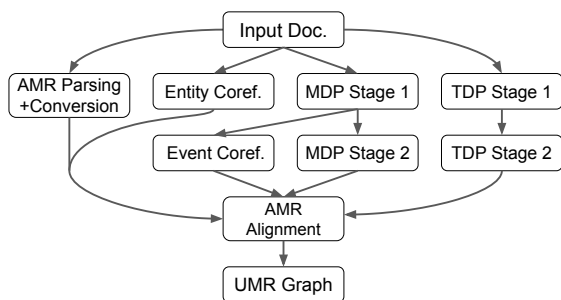 Input Doc.
AMR Parsing
+Conversion
Entity Coref.
MDP Stage 1
TDP Stage 1
Event Coref.
MDP Stage 2
TDP Stage 2
AMR
Alignment
UMR Graph